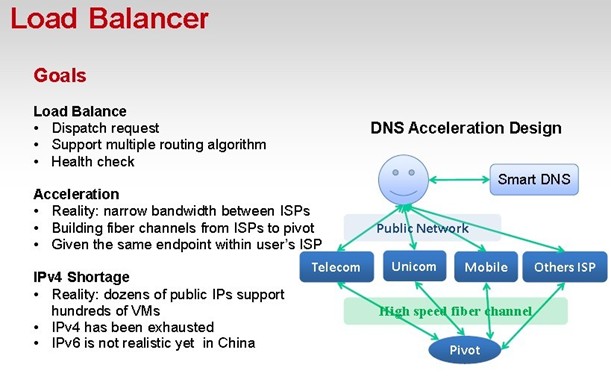 Load Balancer
Goals
Load Balance
• Dispatch request
• Support multiple routing algorithm
• Health check
Acceleration
• Reality: narrow bandwidth between ISPs
• Building fiber channels from ISPs to pivot
• Given the same endpoint within user's ISP
IPv4 Shortage
• Reality: dozens of public IPs support
hundreds of VMs
• IPv4 has been exhausted
• IPv6 is not realistic yet in China
DNS Acceleration Design
Smart DNS
Public Network
Telecom
Unicom
Mobile
Others ISP
High speed fiber channel
Pivot